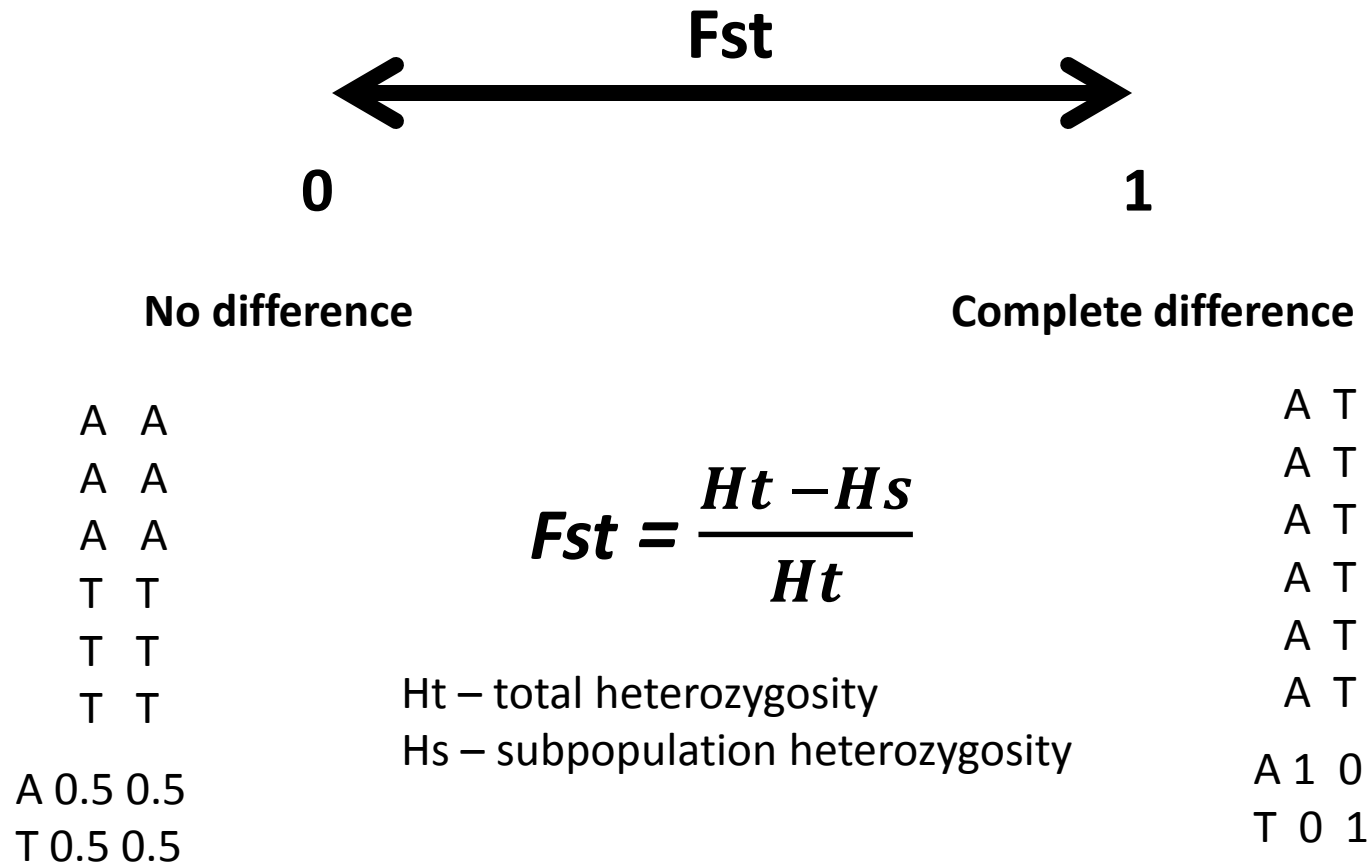 Fst
0 1
No difference
Complete difference
A A
A A
A A
T T
T T
T T
A 0.5 0.5
T 0.5 0.5
Fst = Ht – Hs
Ht
Ht – total heterozygosity
Hs – subpopulation heterozygosity
A T
A T
A T
A T
A T
A T
A 1 0
T 0 1